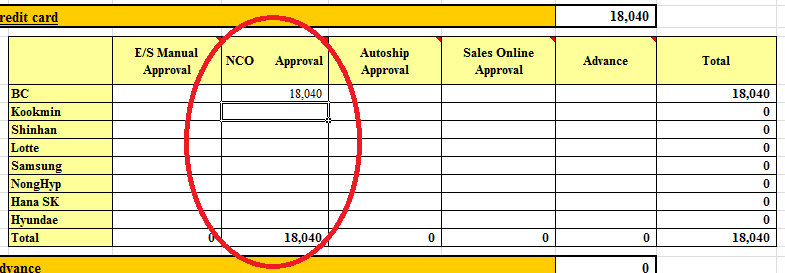 redit card 18,040
E/S Manual Approval NCO Approval Autoship Approval Sales Online Approval Advance Total
BC 18,040 18,040
Kookmin 0
Shinhan 0
Lotte 0
Samsung 0
NongHyp 0
Hana SK 0
Hyundae 0
Total 0 18,040 0 0 0 18,040
dvance 0